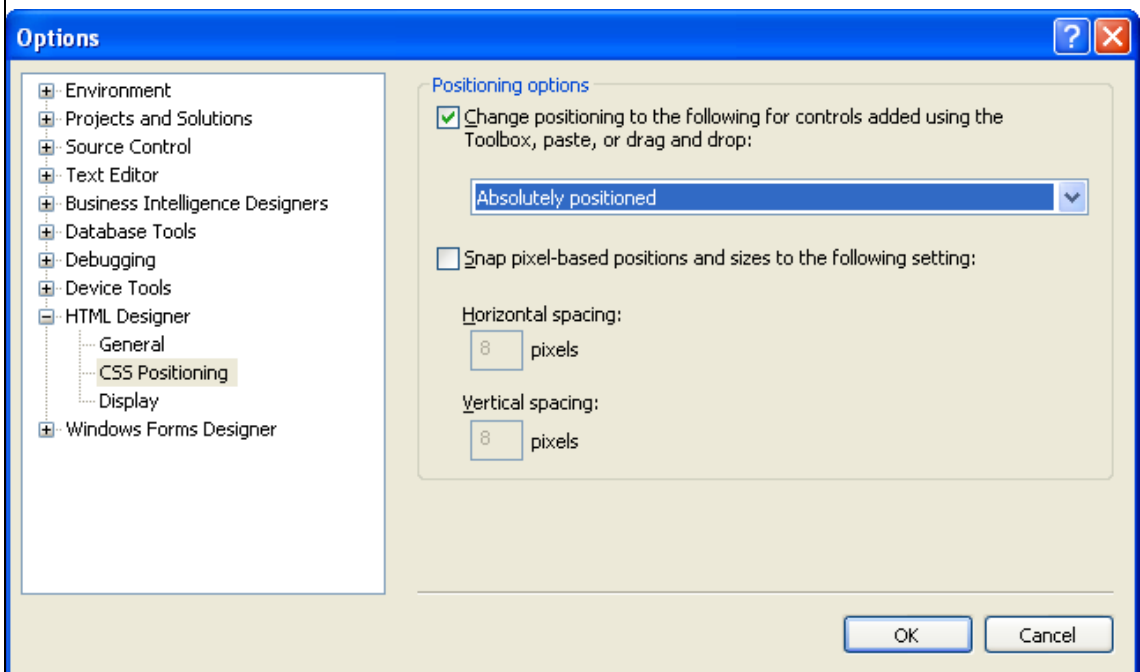 Options
Environment
Projects and Solutions
Source Control
Text Editor
Business Intelligence Designers
Database Tools
Debugging
Device Tools
HTML Designer
General
CSS Positioning
Display
Windows Forms Designer
Positioning options
Change positioning to the following for controls added using the
Toolbox, paste, or drag and drop:
Absolutely positioned
Snap pixel-based positions and sizes to the following setting:
Horizontal spacing:
8 pixels
Vertical spacing:
8 pixels
OK Cancel